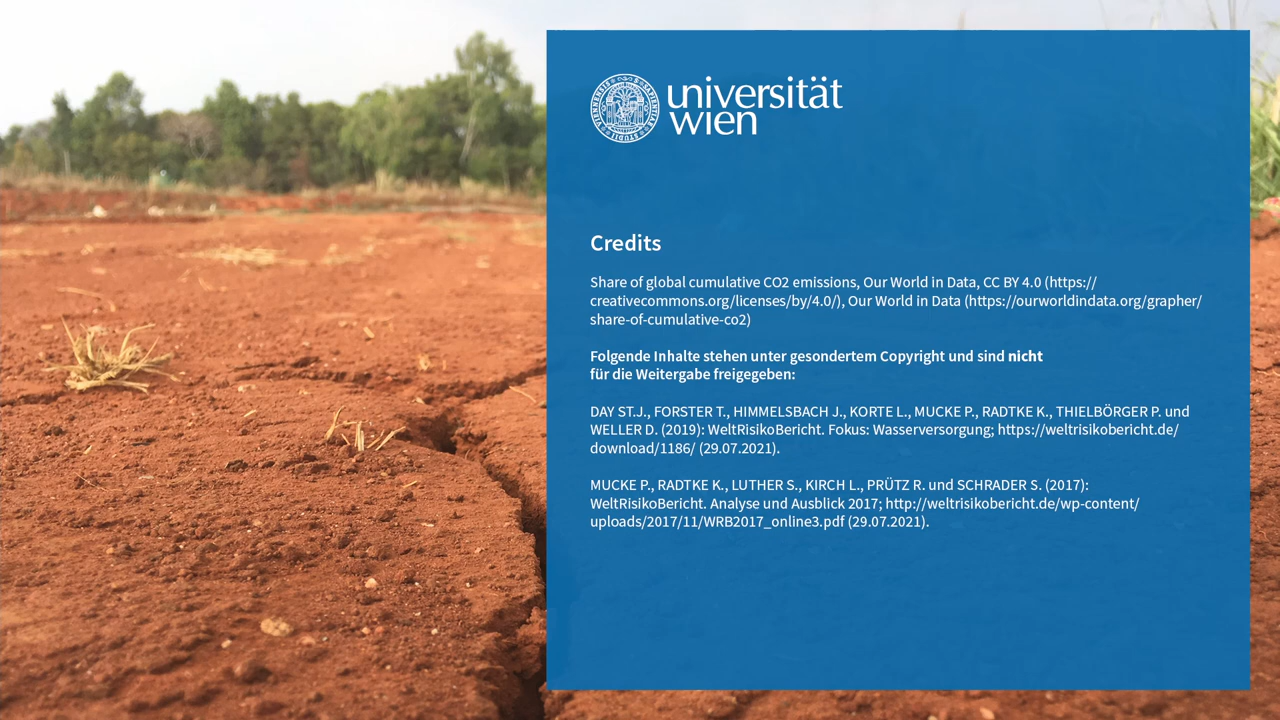 universität
wien
Credits
Share of global cumulative CO2 emissions, Our World in Data, CC BY 4.0 (https://
creativecommons.org/licenses/by/4.0/), Our World in Data (https://ourworldindata.org/grapher/
share-of-cumulative-co2)
Folgende Inhalte stehen unter gesondertem Copyright und sind nicht
für die Weitergabe freigegeben:
DAY ST.J., FORSTER T., HIMMELSBACH J., KORTE L., MUCKE P., RADTKE K., THIELBÖRGER P. und
WELLER D. (2019): WeltRisikoBericht. Fokus: Wasserversorgung; https://weltrisikobericht.de/
download/1186/ (29.07.2021).
MUCKE P., RADTKE K., LUTHER S., KIRCH L., PRÜTZ R. und SCHRADER S. (2017):
WeltRisikoBericht. Analyse und Ausblick 2017; http://weltrisikobericht.de/wp-content/
uploads/2017/11/WRB2017_online3.pdf (29.07.2021).